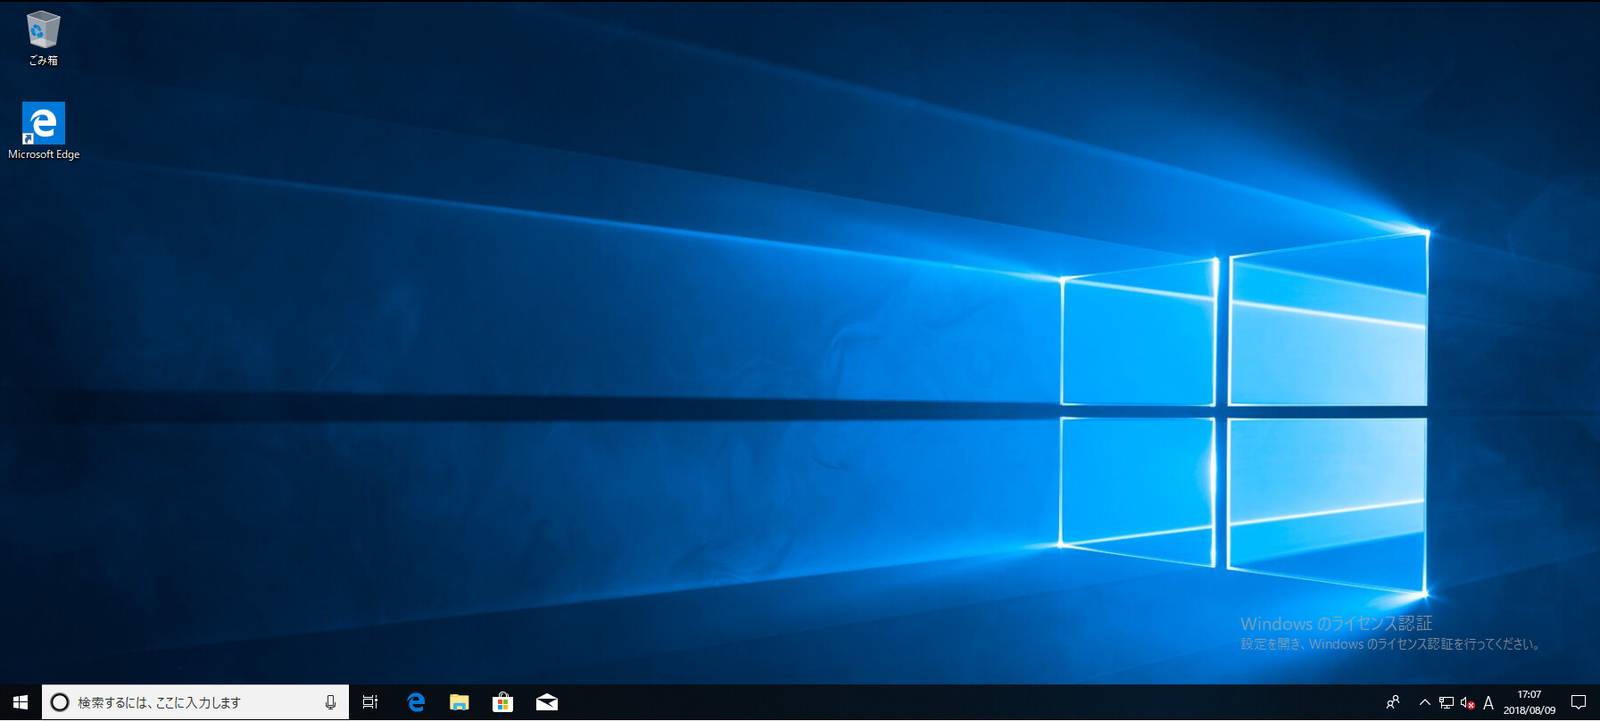 ごみ箱
Microsoft Edge
Windows のライセンス認証
設定を開き、Windows のライセンス認証を行ってください。
検索するには、ここに入力します
A
17:07
2018/08/09